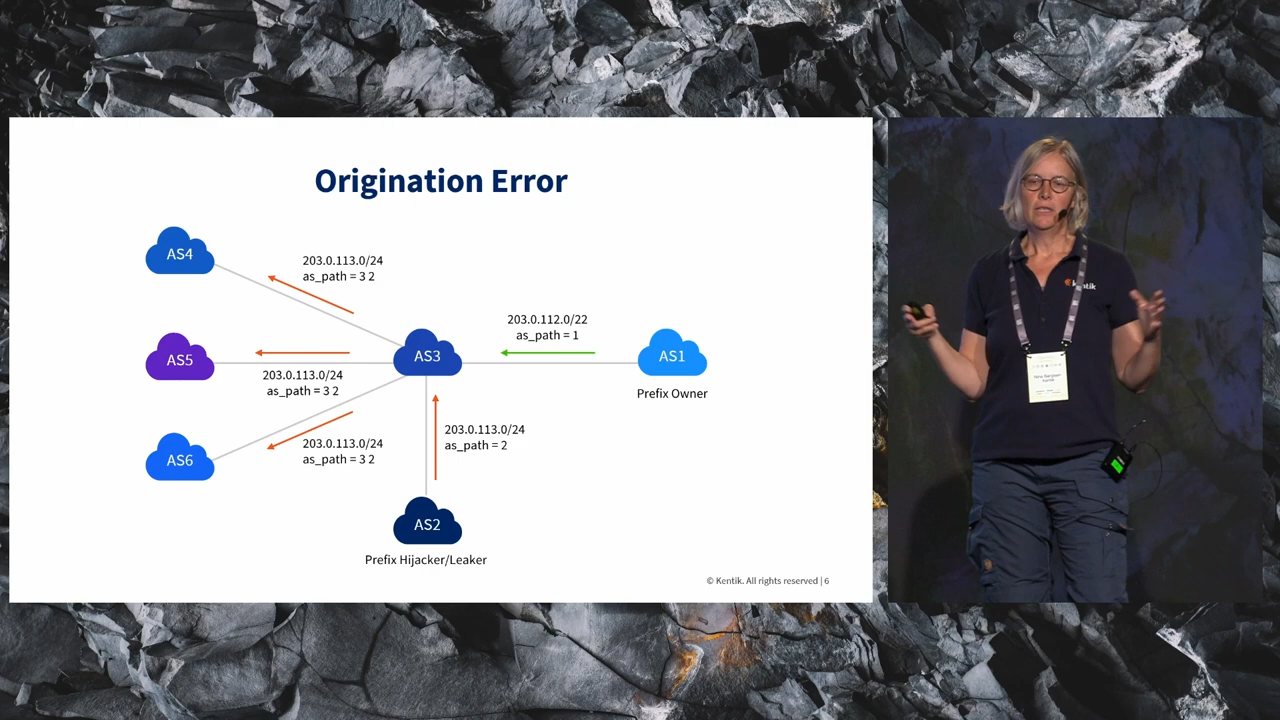 Origination Error
AS4
203.0.113.0/24
as_path = 3 2
203.0.112.0/22
as_path = 1
AS5
AS3
AS1
203.0.113.0/24
as_path = 3 2
Prefix Owner
203.0.113.0/24
as_path = 2
203.0.113.0/24
as_path = 3 2
AS6
AS2
Prefix Hijacker/Leaker
© Kentik. All rights reserved | 6
kentik